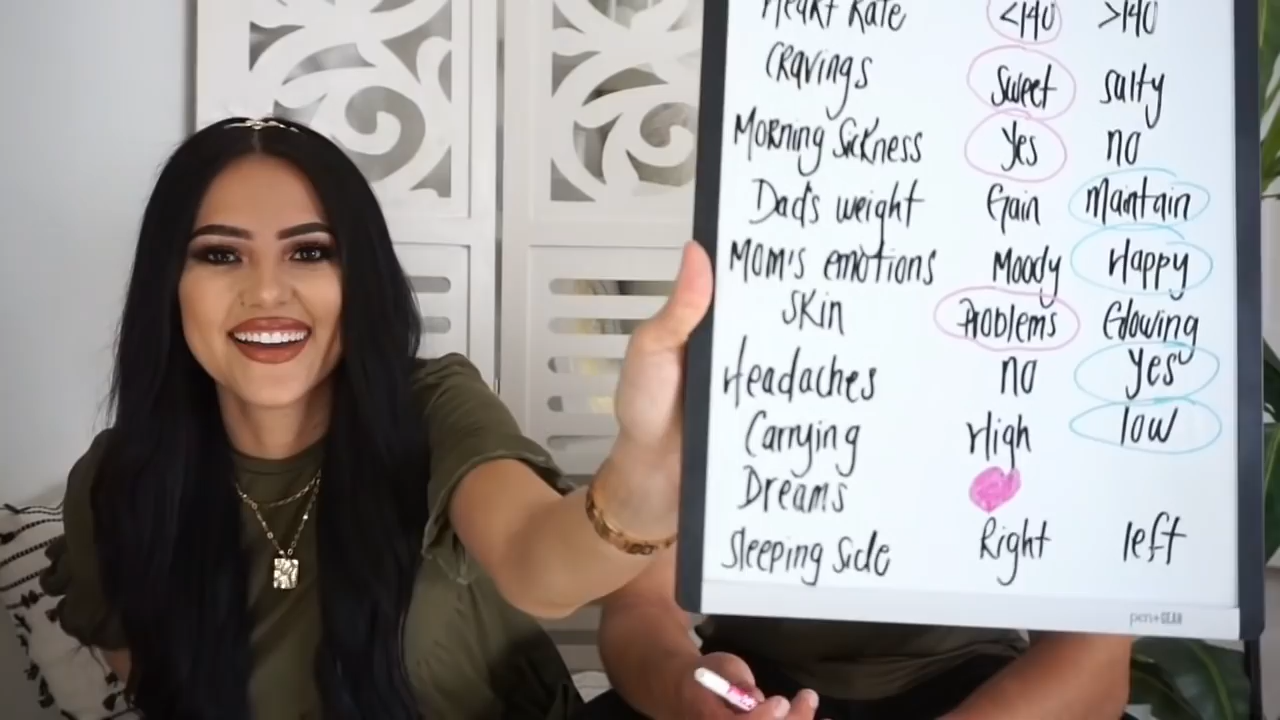 Heart Rate <140 >140
Cravings Sweet salty
Morning Sickness Yes no
Dad's weight Gain Maintain
Mom's emotions Moody Happy
Skin Problems Glowing
Headaches no yes
Carrying High low
Dreams
Sleeping Side Right left
pen+GEAR